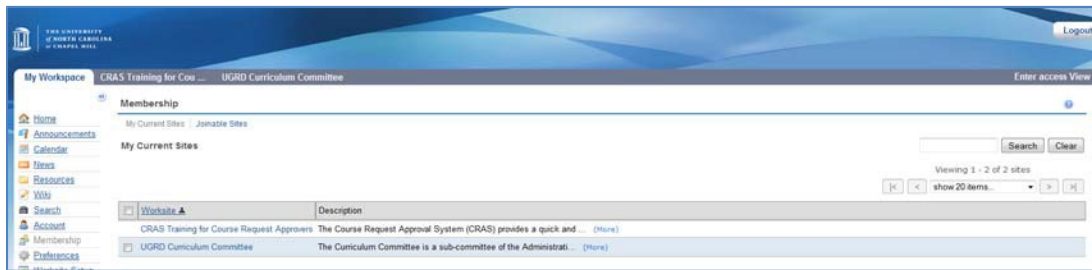 THE UNIVERSITY
of NORTH CAROLINA
at CHAPEL HILL
Logout
My Workspace
CRAS Training for Cou ...
UGRD Curriculum Committee
Enter access View
Membership
Home
My Current Sites
Joinable Sites
Announcements
Calendar
My Current Sites
Search
Clear
News
Viewing 1 - 2 of 2 sites
Resources
|<
<
show 20 items...
>
>|
Wiki
Search
Worksite
Description
Account
CRAS Training for Course Request Approvers
The Course Request Approval System (CRAS) provides a quick and ... (More)
Membership
UGRD Curriculum Committee
The Curriculum Committee is a sub-committee of the Administrati... (More)
Preferences
Worksite Setup